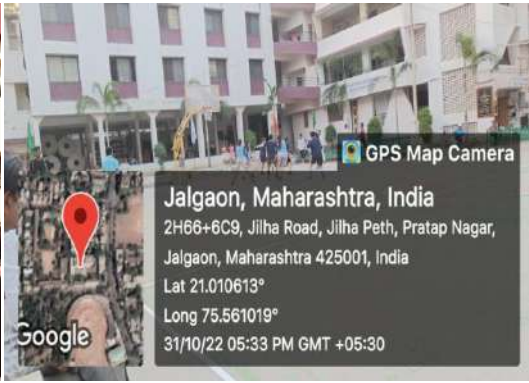 GPS Map Camera
Jalgaon, Maharashtra, India
2H66+6C9, Jilha Road, Jilha Peth, Pratap Nagar,
Jalgaon, Maharashtra 425001, India
Lat 21.010613°
Long 75.561019°
31/10/22 05:33 PM GMT +05:30
Google